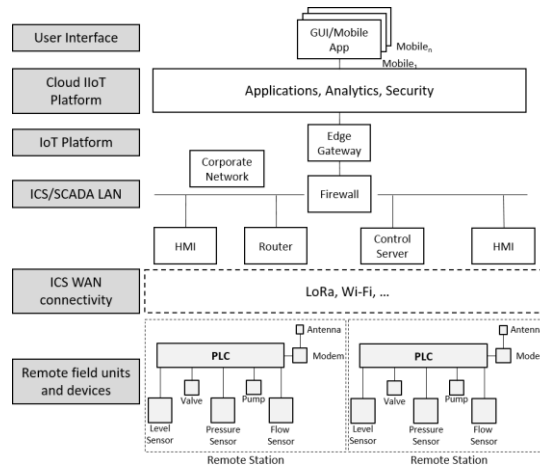 User Interface
GUI/Mobile
App
Mobilen
Mobile1
Cloud IIoT
Platform
Applications, Analytics, Security
IoT Platform
Edge
Gateway
Corporate
Network
ICS/SCADA LAN
Firewall
HMI
Router
Control
Server
HMI
ICS WAN
connectivity
LoRa, Wi-Fi, ...
Remote field units
and devices
Antenna
PLC
Modem
Valve
Pump
Level
Sensor
Pressure
Sensor
Flow
Sensor
Remote Station
Antenna
PLC
Modem
Valve
Pump
Level
Sensor
Pressure
Sensor
Flow
Sensor
Remote Station